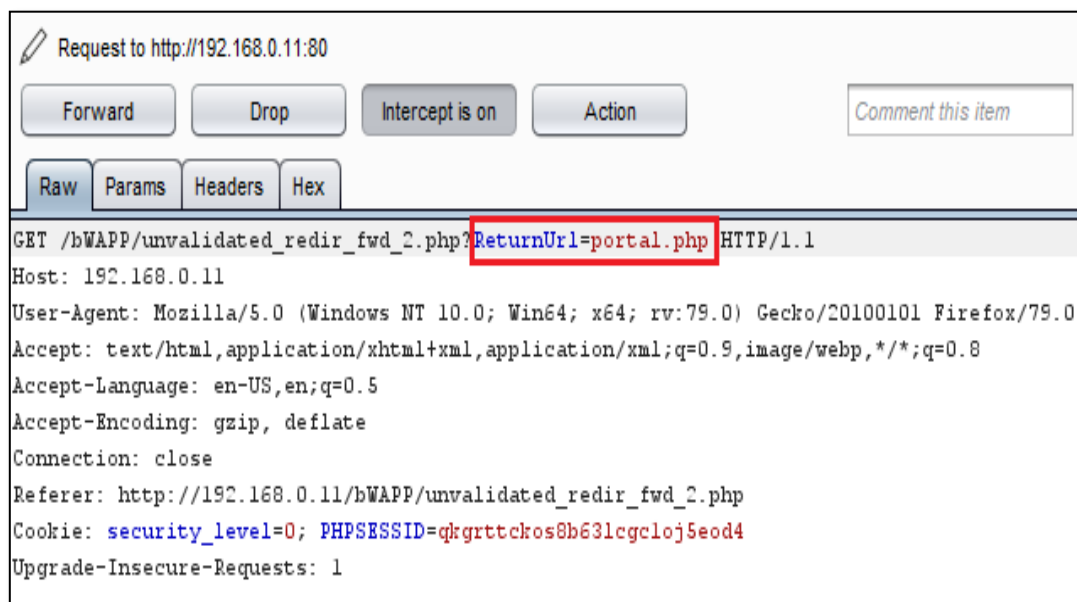 Request to http://192.168.0.11:80
Forward Drop Intercept is on Action Comment this item
Raw Params Headers Hex
GET /bWAPP/unvalidated_redir_fwd_2.php?ReturnUrl=portal.php HTTP/1.1
Host: 192.168.0.11
User-Agent: Mozilla/5.0 (Windows NT 10.0; Win64; x64; rv:79.0) Gecko/20100101 Firefox/79.0
Accept: text/html,application/xhtml+xml,application/xml;q=0.9,image/webp,*/*;q=0.8
Accept-Language: en-US,en;q=0.5
Accept-Encoding: gzip, deflate
Connection: close
Referer: http://192.168.0.11/bWAPP/unvalidated_redir_fwd_2.php
Cookie: security_level=0; PHPSESSID=qkgrttckos8b63lcgcloj5eod4
Upgrade-Insecure-Requests: 1